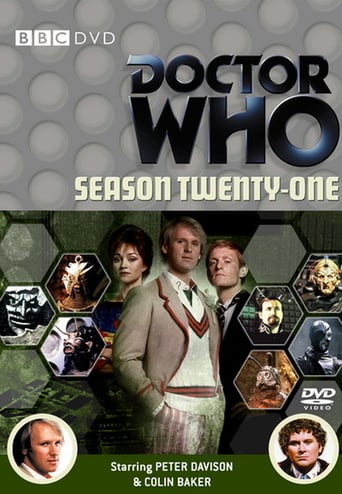 BBC DVD
DOCTOR
WHO
SEASON TWENTY-ONE
DVD
VIDEO
Starring PETER DAVISON
& COLIN BAKER